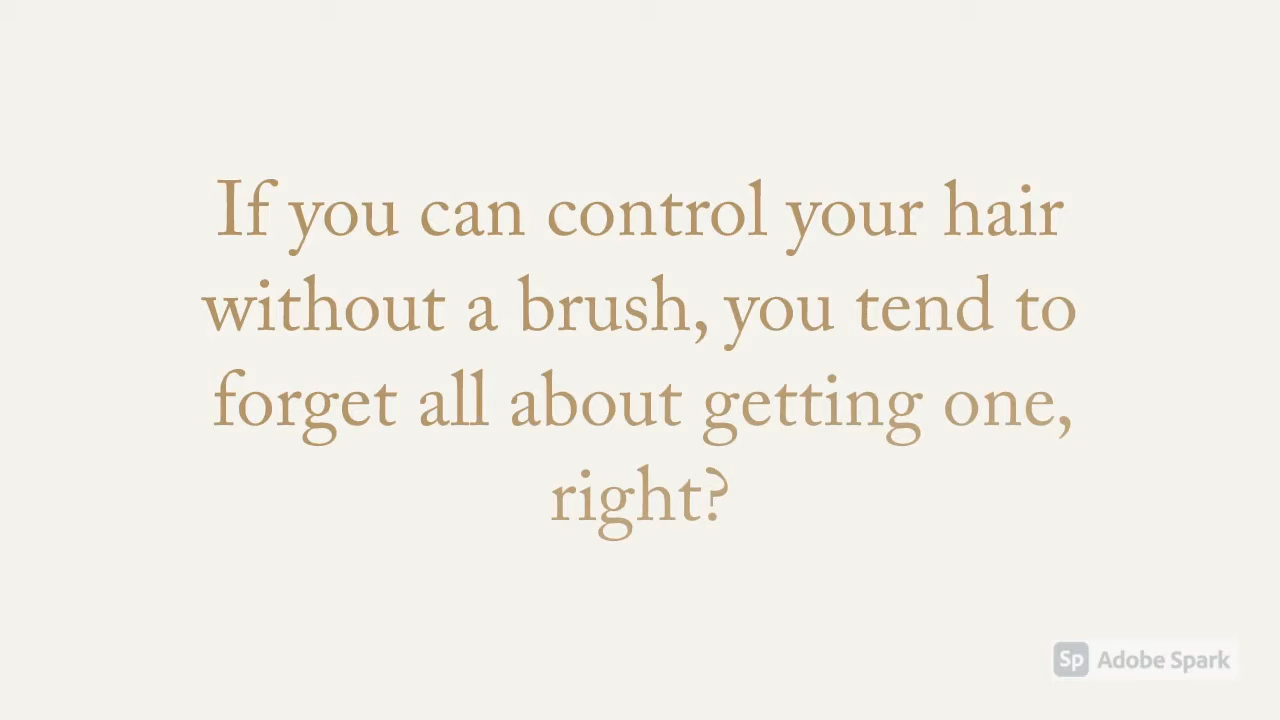 If you can control your hair
without a brush, you tend to
forget all about getting one,
right?
Sp Adobe Spark